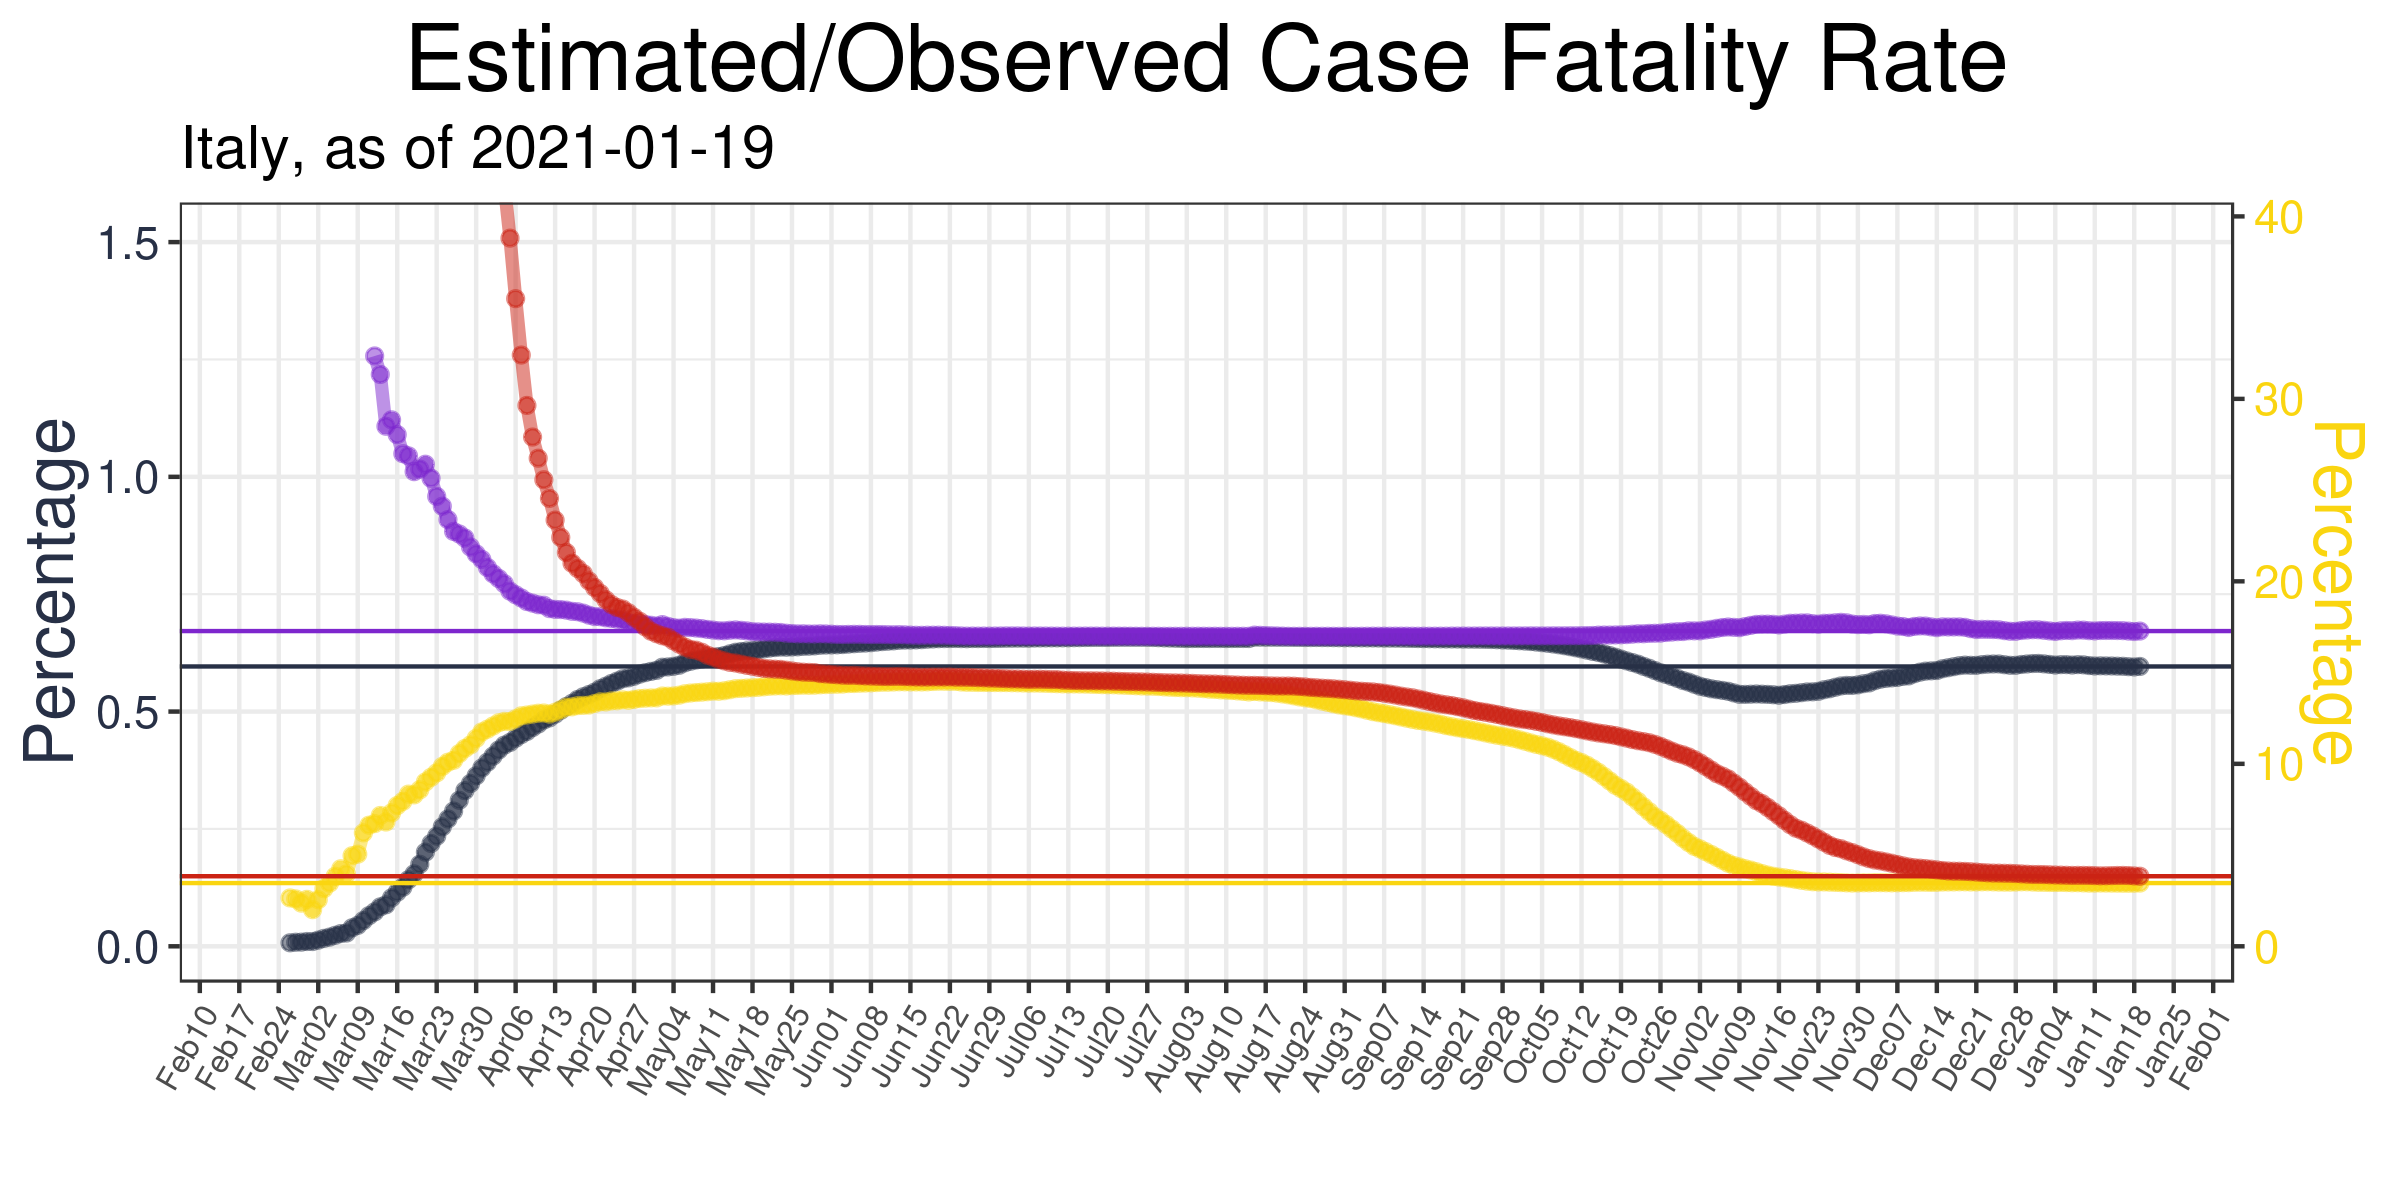 Estimated/Observed Case Fatality Rate
Italy, as of 2021-01-19
Percentage
1.5
1.0
0.5
0.0
40
30
20
10
0
Percentage
Feb10
Feb17
Feb24
Mar02
Mar09
Mar16
Mar23
Mar30
Apr06
Apr13
Apr20
Apr27
May04
May11
May18
May25
Jun01
Jun08
Jun15
Jun22
Jun29
Jul06
Jul13
Jul20
Jul27
Aug03
Aug10
Aug17
Aug24
Aug31
Sep07
Sep14
Sep21
Sep28
Oct05
Oct12
Oct19
Oct26
Nov02
Nov09
Nov16
Nov23
Nov30
Dec07
Dec14
Dec21
Dec28
Jan04
Jan11
Jan18
Jan25
Feb01